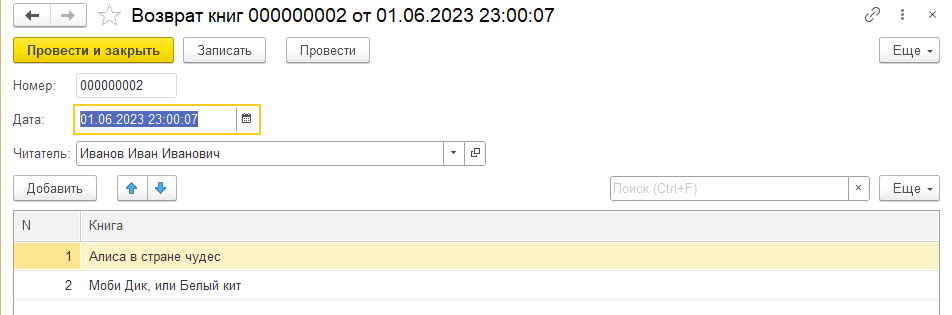 Возврат книг 000000002 от 01.06.2023 23:00:07
Провести и закрыть Записать Провести Еще
Номер: 000000002
Дата: 01.06.2023 23:00:07
Читатель: Иванов Иван Иванович
Добавить Поиск (Ctrl+F) × Еще
N Книга
1 Алиса в стране чудес
2 Моби Дик, или Белый кит